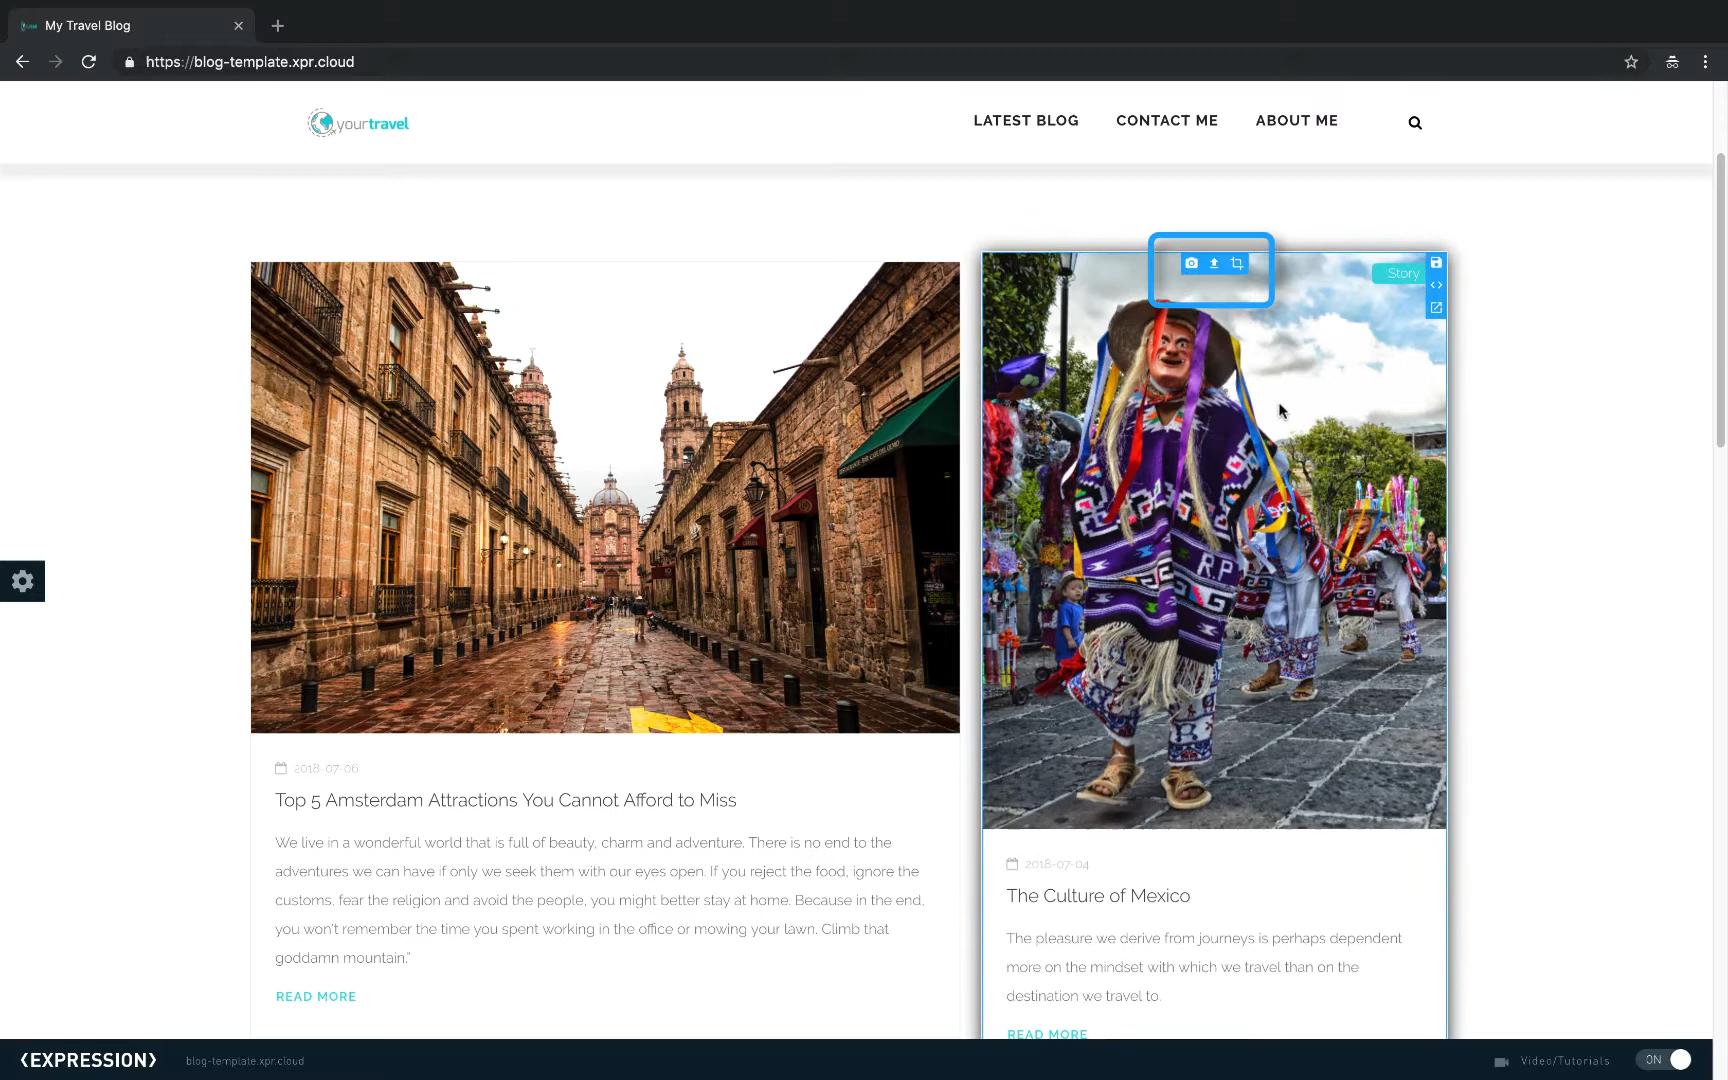 My Travel Blog
https://blog-template.xpr.cloud
yourtravel
LATEST BLOG
CONTACT ME
ABOUT ME
Story
RP
2018-07-06
Top 5 Amsterdam Attractions You Cannot Afford to Miss
We live in a wonderful world that is full of beauty, charm and adventure. There is no end to the
adventures we can have if only we seek them with our eyes open. If you reject the food, ignore the
customs, fear the religion and avoid the people, you might better stay at home. Because in the end,
you won't remember the time you spent working in the office or mowing your lawn. Climb that
goddamn mountain."
READ MORE
2018-07-04
The Culture of Mexico
The pleasure we derive from journeys is perhaps dependent
more on the mindset with which we travel than on the
destination we travel to.
READ MORE
<EXPRESSION>
blog-template.xpr.cloud
Video/Tutorials
ON